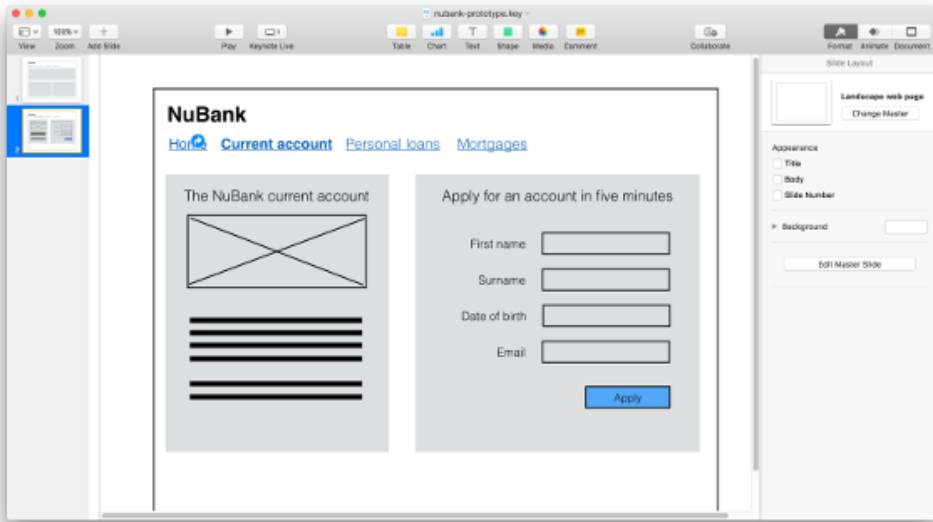 nubank-prototype.key
100%
View Zoom Add Slide Play Keynote Live Table Chart Text Shape Media Comment Collaborate Format Animate Document
Slide Layout
Landscape web page
Change Master
Appearance
Title
Body
Slide Number
Background
Edit Master Slide
1
2
NuBank
Current account Personal loans Mortgages
The NuBank current account
Apply for an account in five minutes
First name
Surname
Date of birth
Email
Apply